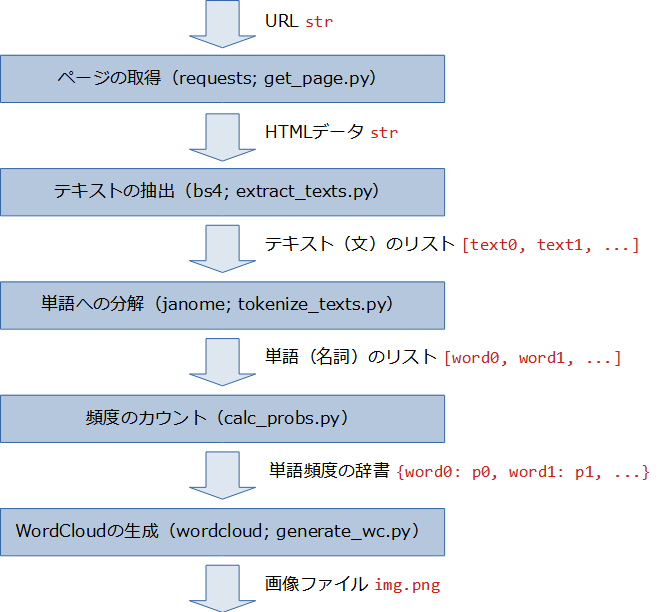 URL str
ページの取得（requests; get_page.py）
HTMLデータ str
テキストの抽出（bs4; extract_texts.py）
テキスト（文）のリスト [text0, text1, ...]
単語への分解（janome; tokenize_texts.py）
単語（名詞）のリスト [word0, word1, ...]
頻度のカウント（calc_probs.py）
単語頻度の辞書 {word0: p0, word1: p1, ...}
WordCloudの生成（wordcloud; generate_wc.py）
画像ファイル img.png